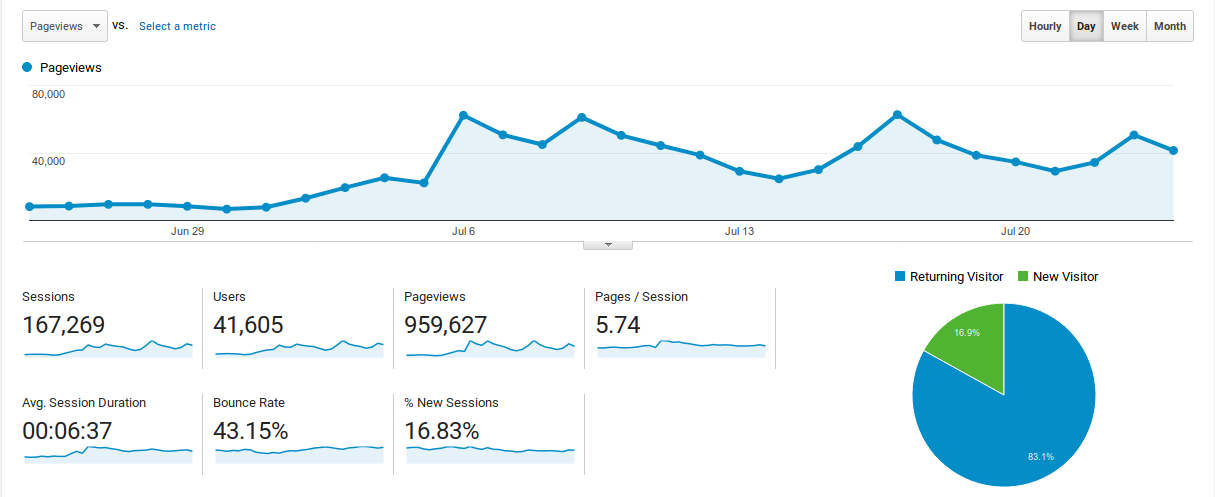 Pageviews vs. Select a metric Hourly Day Week Month
Pageviews
80,000
40,000
Jun 29 Jul 6 Jul 13 Jul 20
Returning Visitor New Visitor
Sessions Users Pageviews Pages / Session
167,269 41,605 959,627 5.74
16.9%
Avg. Session Duration Bounce Rate % New Sessions
00:06:37 43.15% 16.83%
83.1%